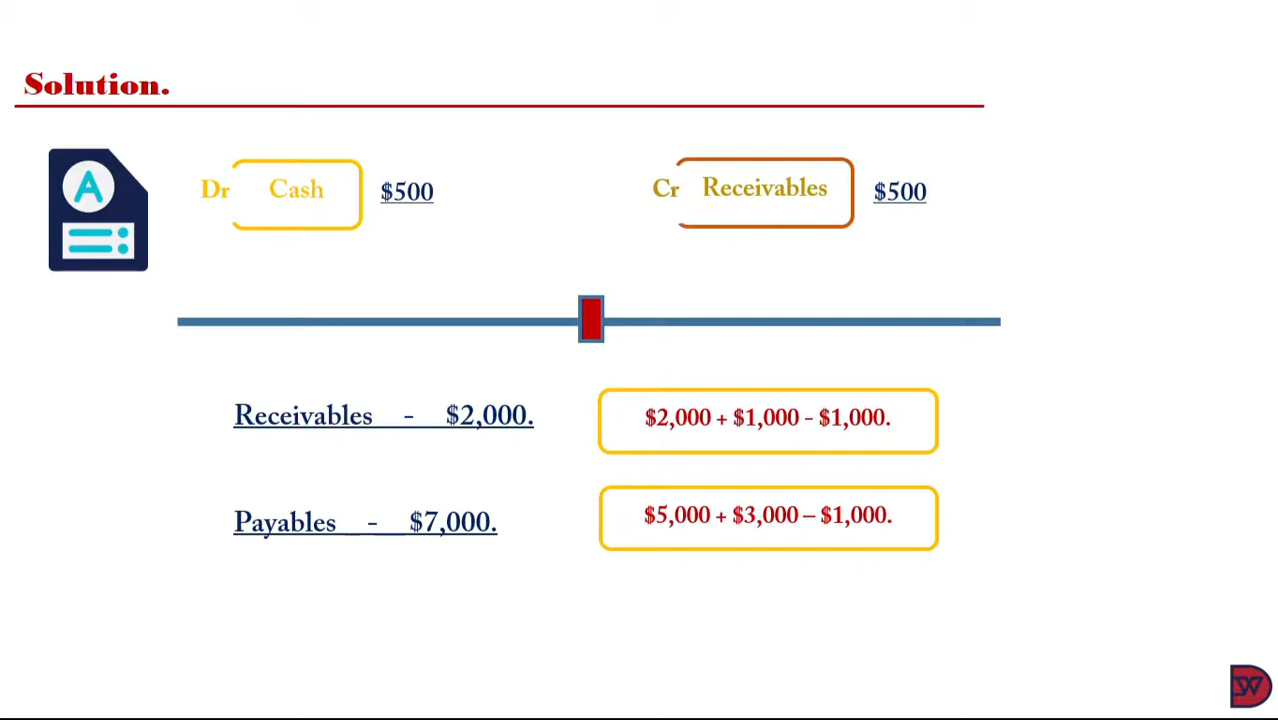 Solution.
A
Dr Cash $500 Cr Receivables $500
Receivables - $2,000. $2,000 + $1,000 - $1,000.
Payables - $7,000. $5,000 + $3,000 – $1,000.
DW